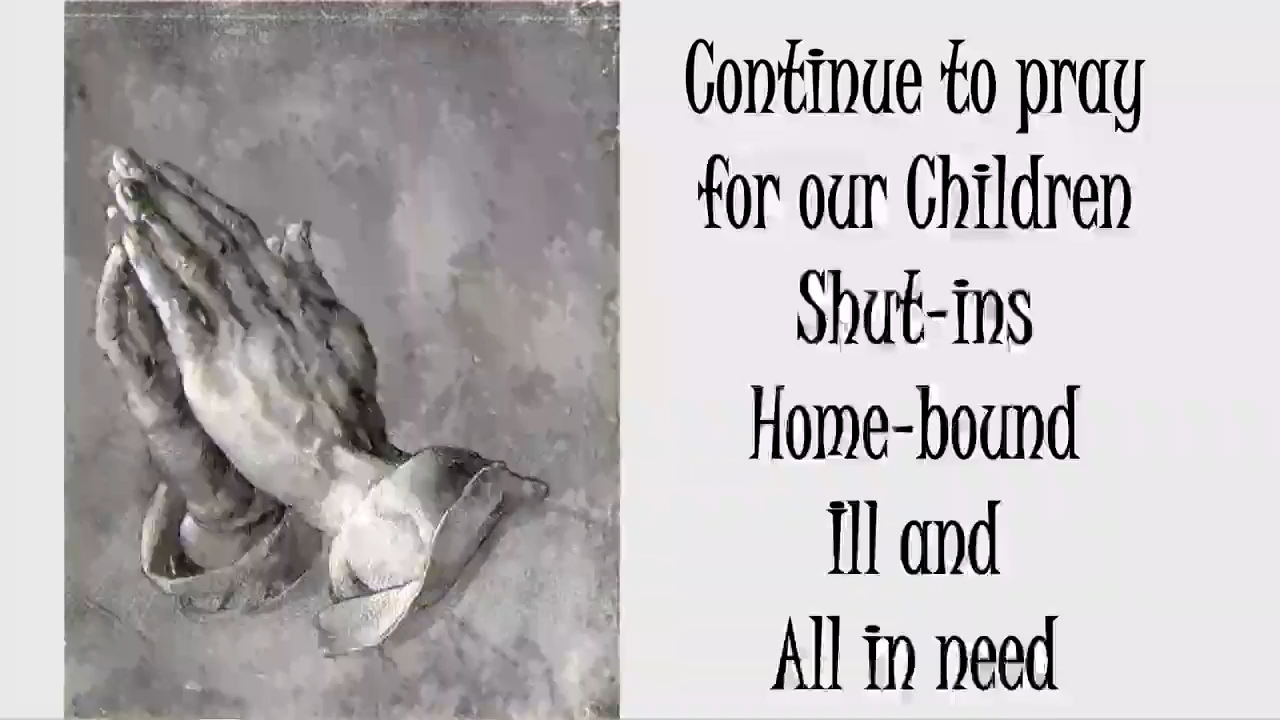 Continue to pray
for our Children
Shut-ins
Home-bound
Ill and
All in need